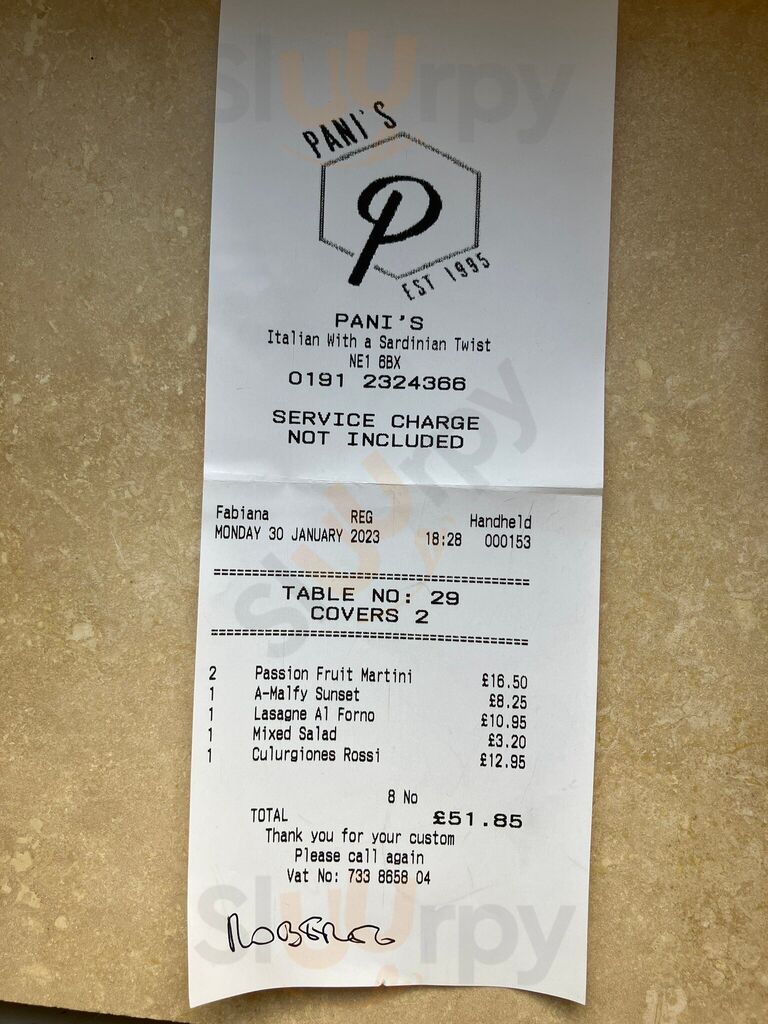 PANI'S
P
EST 1995
PANI'S
Italian With a Sardinian Twist
NE1 6BX
0191 2324366
SERVICE CHARGE
NOT INCLUDED
Fabiana REG Handheld
MONDAY 30 JANUARY 2023 18:28 000153
TABLE NO: 29
COVERS 2
2 Passion Fruit Martini £16.50
1 A-Malfy Sunset £8.25
1 Lasagne Al Forno £10.95
1 Mixed Salad £3.20
1 Culurgiones Rossi £12.95
8 No
TOTAL £51.85
Thank you for your custom
Please call again
Vat No: 733 8658 04
Slurpy
Slurpy
Slurpy